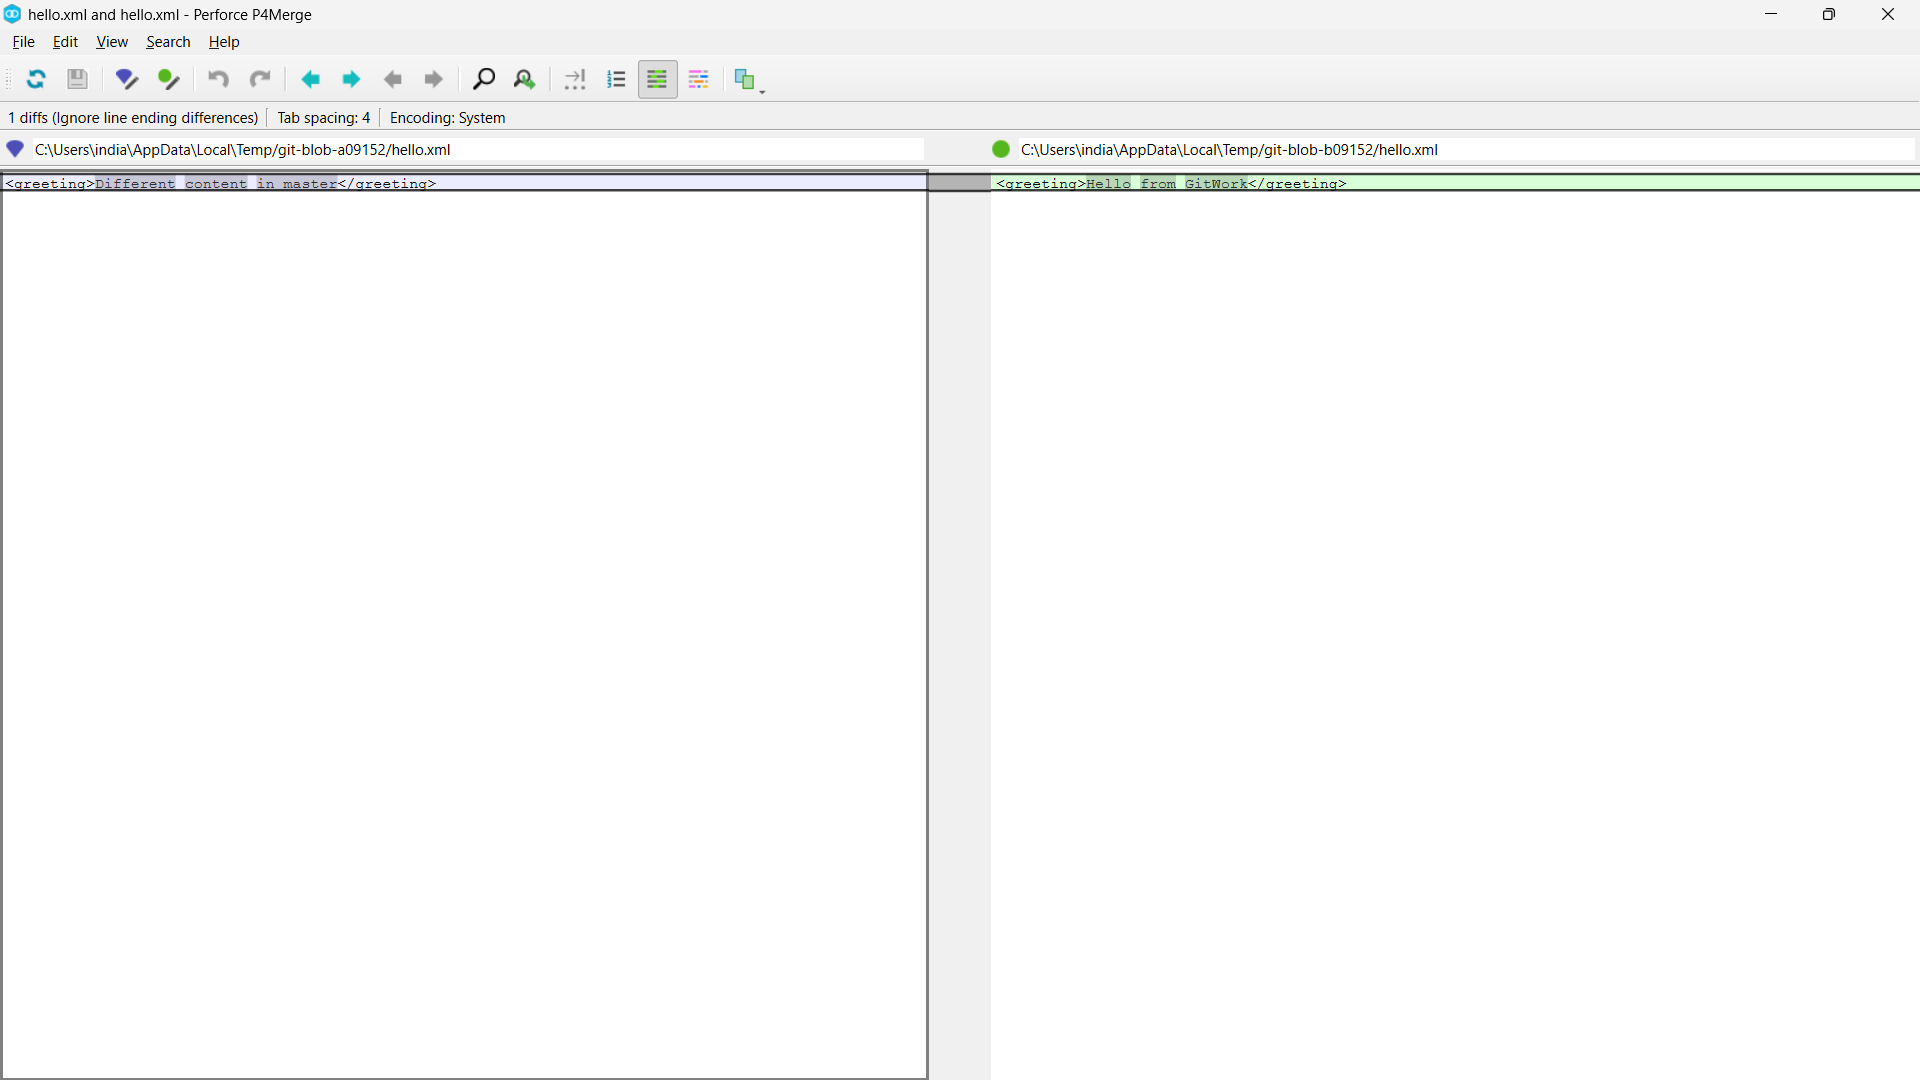 hello.xml and hello.xml - Perforce P4Merge
File Edit View Search Help
1 diffs (Ignore line ending differences) Tab spacing: 4 Encoding: System
C:\Users\india\AppData\Local\Temp/git-blob-a09152/hello.xml
C:\Users\india\AppData\Local\Temp/git-blob-b09152/hello.xml
<greeting>Different content in master</greeting>
<greeting>Hello from GitWork</greeting>